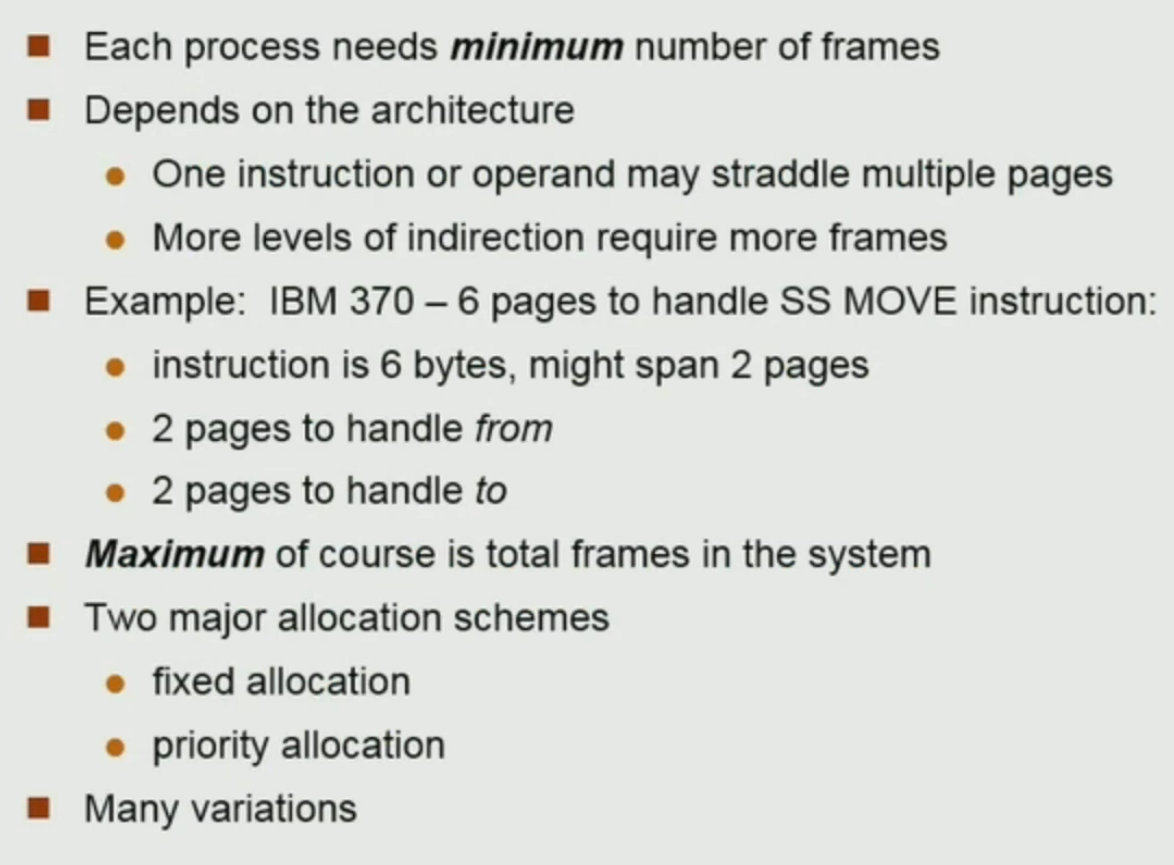 Each process needs minimum number of frames
Depends on the architecture
One instruction or operand may straddle multiple pages
More levels of indirection require more frames
Example: IBM 370 – 6 pages to handle SS MOVE instruction:
instruction is 6 bytes, might span 2 pages
2 pages to handle from
2 pages to handle to
Maximum of course is total frames in the system
Two major allocation schemes
fixed allocation
priority allocation
Many variations